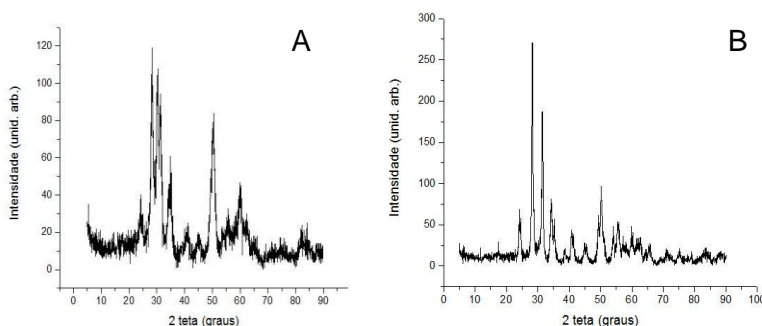 A
Intensidade (unid. arb.)
120
100
80
60
40
20
0
0 10 20 30 40 50 60 70 80 90
2 teta (graus)
B
Intensidade (unid. arb.)
300
250
200
150
100
50
0
0 10 20 30 40 50 60 70 80 90 100
2 teta (graus)